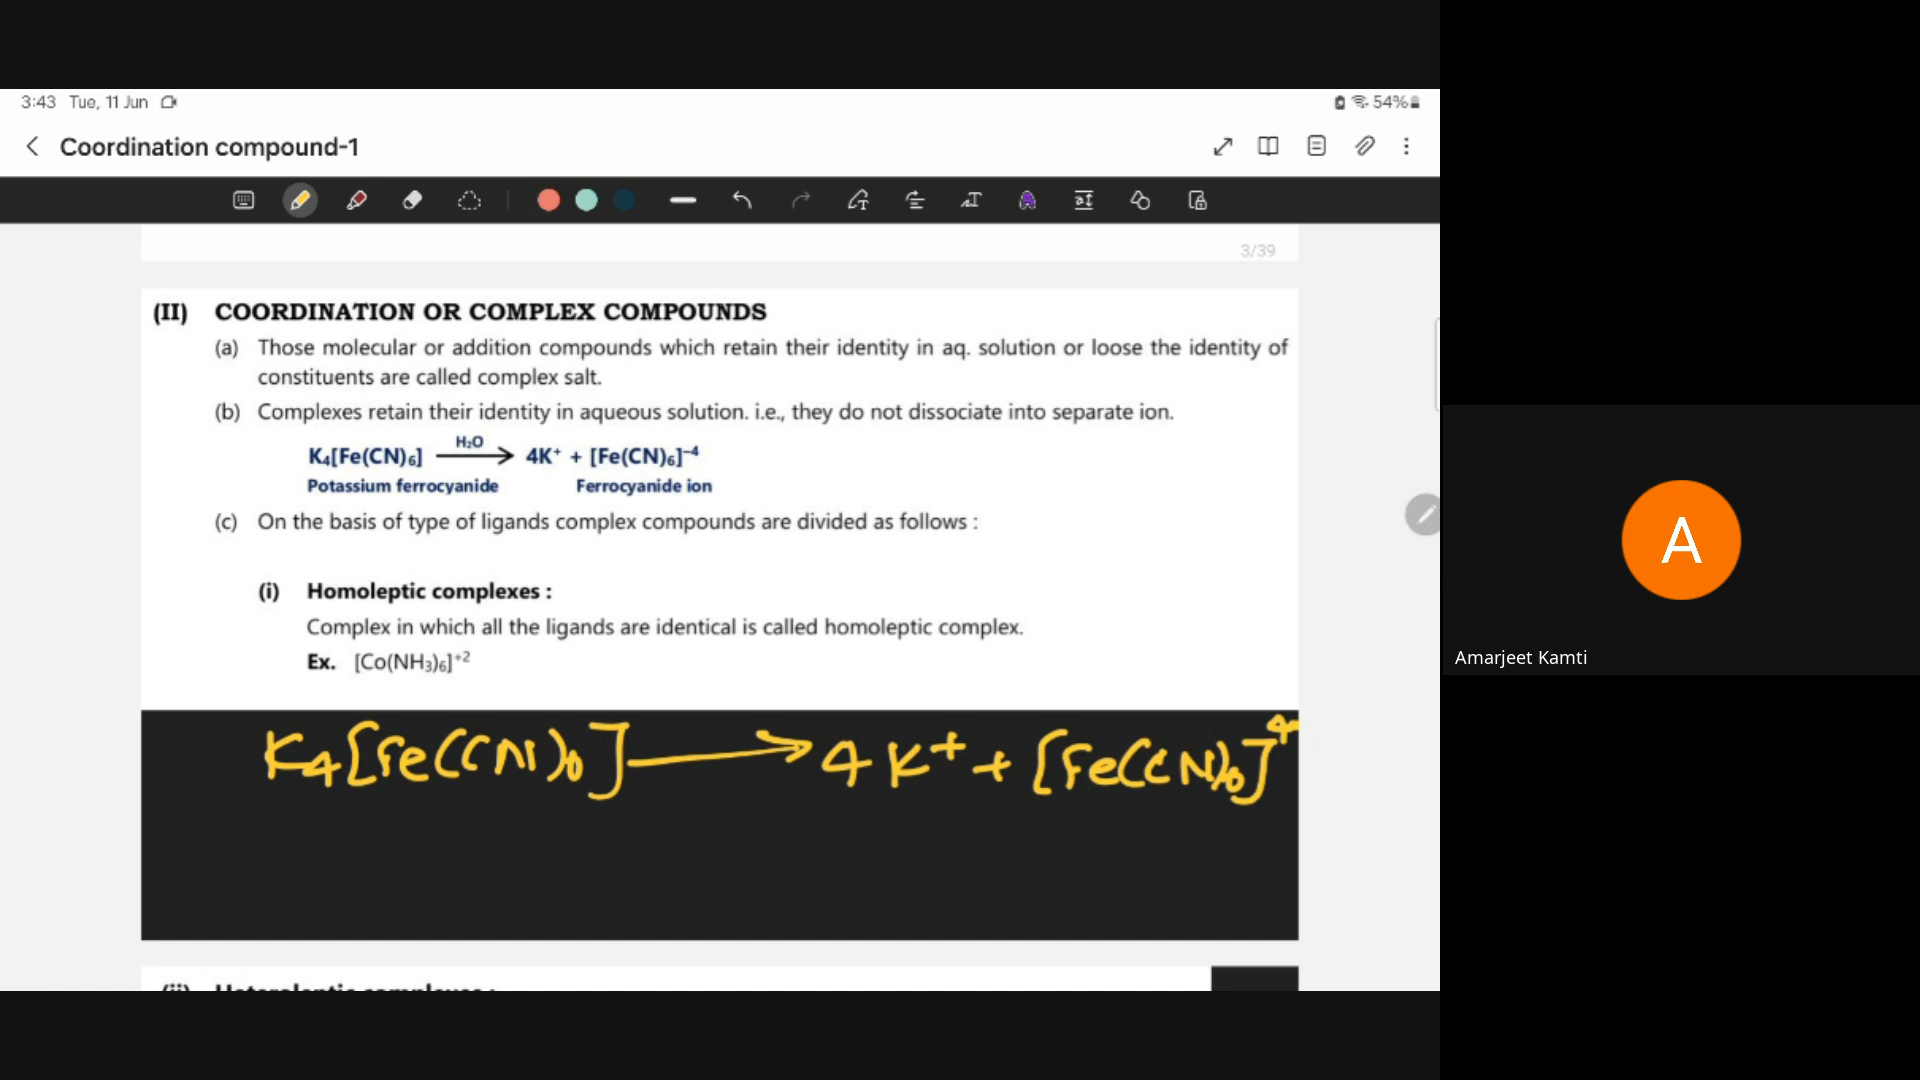 3:43 Tue, 11 Jun
54%
Coordination compound-1
3/39
(II) COORDINATION OR COMPLEX COMPOUNDS
(a) Those molecular or addition compounds which retain their identity in aq. solution or loose the identity of
constituents are called complex salt.
(b) Complexes retain their identity in aqueous solution. i.e., they do not dissociate into separate ion.
H₂O
K₄[Fe(CN)₆] ⟶ 4K⁺ + [Fe(CN)₆]⁻⁴
Potassium ferrocyanide Ferrocyanide ion
(c) On the basis of type of ligands complex compounds are divided as follows :
(i) Homoleptic complexes :
Complex in which all the ligands are identical is called homoleptic complex.
Ex. [Co(NH₃)₆]⁺²
K₄[Fe(CN)₆] ⟶ 4K⁺ + [Fe(CN)₆]⁴⁻
(ii) Heteroleptic complexes :
A
Amarjeet Kamti